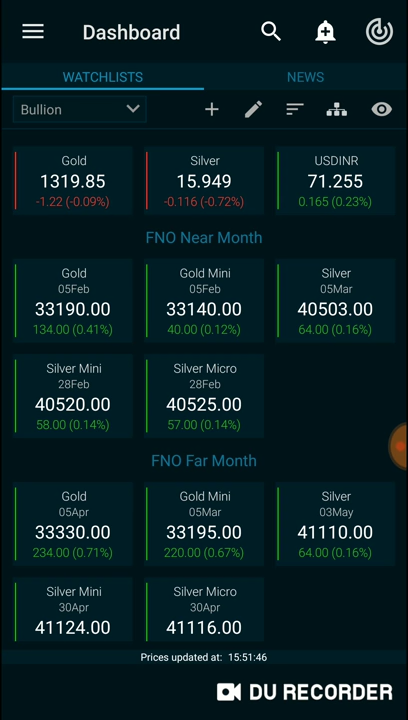 Dashboard
WATCHLISTS NEWS
Bullion
Gold Silver USDINR
1319.85 15.949 71.255
-1.22 (-0.09%) -0.116 (-0.72%) 0.165 (0.23%)
FNO Near Month
Gold Gold Mini Silver
05Feb 05Feb 05Mar
33190.00 33140.00 40503.00
134.00 (0.41%) 40.00 (0.12%) 64.00 (0.16%)
Silver Mini Silver Micro
28Feb 28Feb
40520.00 40525.00
58.00 (0.14%) 57.00 (0.14%)
FNO Far Month
Gold Gold Mini Silver
05Apr 05Mar 03May
33330.00 33195.00 41110.00
234.00 (0.71%) 220.00 (0.67%) 64.00 (0.16%)
Silver Mini Silver Micro
30Apr 30Apr
41124.00 41116.00
Prices updated at: 15:51:46
DU RECORDER